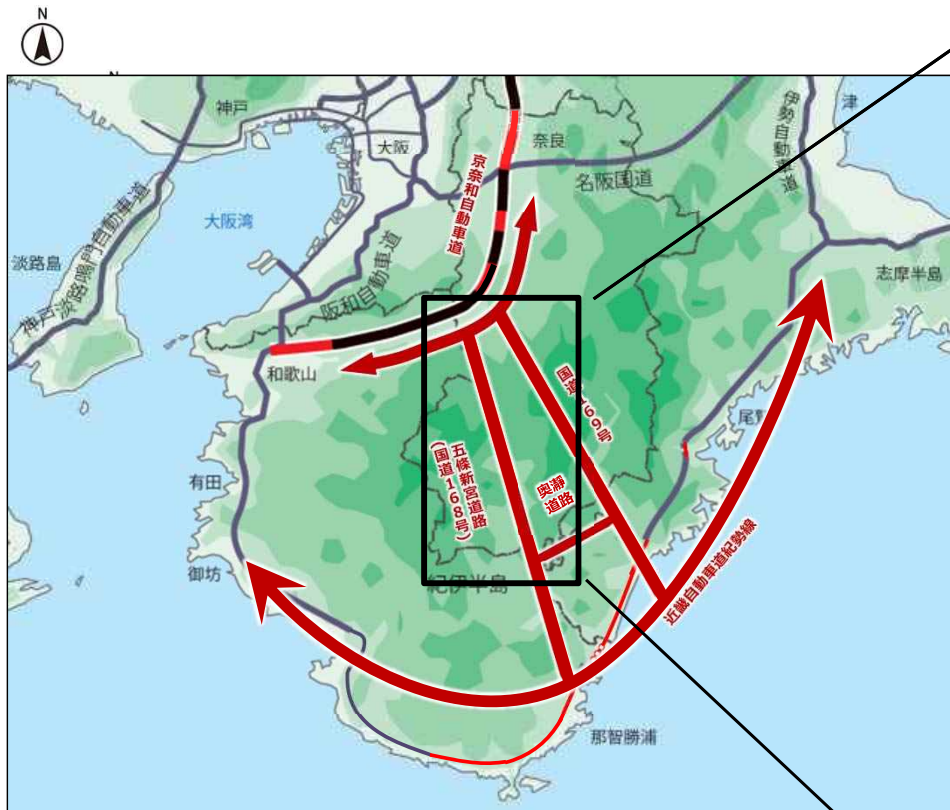 N
N
神戸
大阪
奈良
津
伊勢自動車道
京奈和自動車道
名阪国道
大阪湾
淡路島
神戸淡路鳴門自動車道
阪和自動車道
志摩半島
和歌山
国道169号
尾鷲
五條新宮道路
(国道168号)
奥瀞
道路
有田
御坊
紀伊半島
近畿自動車道紀勢線
那智勝浦